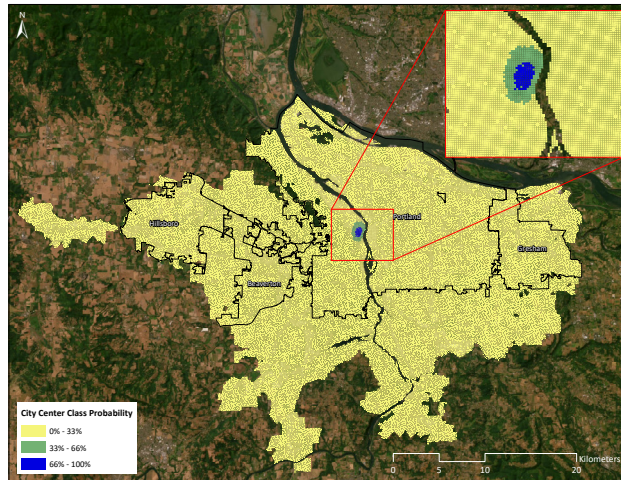 N
Portland
Hillsboro
Gresham
Beaverton
City Center Class Probability
0% - 33%
33% - 66%
66% - 100%
Kilometers
0 5 10 20